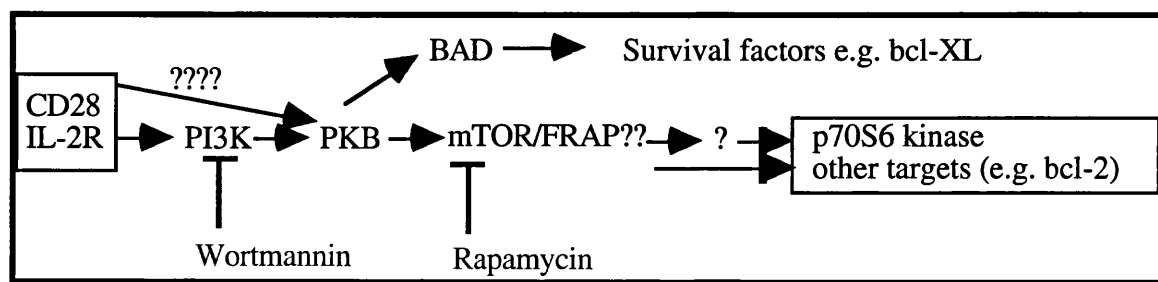 BAD Survival factors e.g. bcl-XL
????
CD28
IL-2R PI3K PKB mTOR/FRAP?? ? p70S6 kinase
other targets (e.g. bcl-2)
Wortmannin Rapamycin